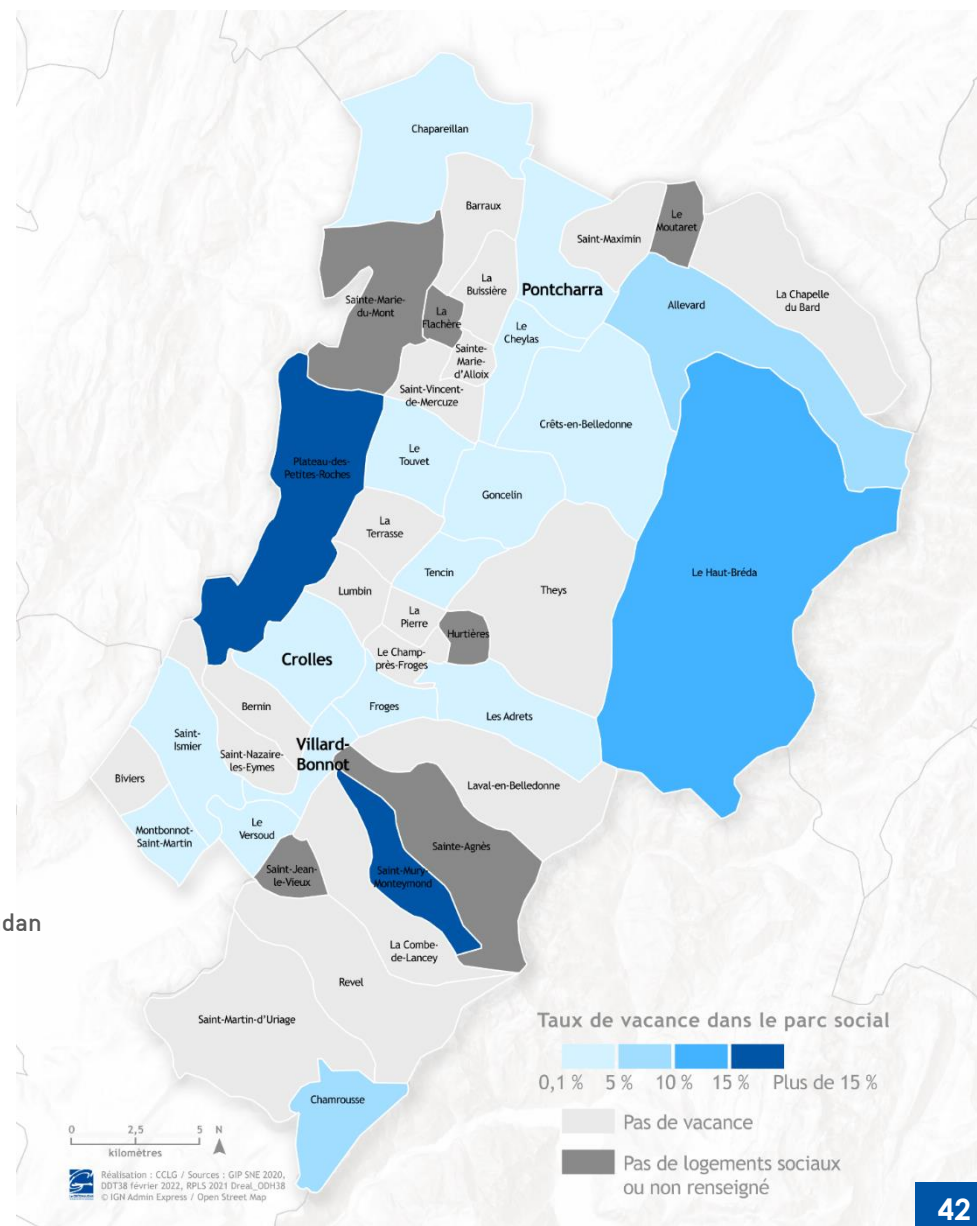 Chapareillan
Barraux
Le
Moutaret
Saint-Maximin
La
Buissière
Pontcharra
Sainte-Marie-
du-Mont
La
Flachère
Allevard
La Chapelle
du Bard
Le
Cheylas
Sainte-
Marie-
d'Alloix
Saint-Vincent-
de-Mercuze
Crêts-en-Belledonne
Le
Touvet
Plateau-des-
Petites-Roches
Goncelin
La
Terrasse
Tencin
Le Haut-Bréda
Lumbin
Theys
La
Pierre
Hurtières
Le Champ-
près-Froges
Crolles
Bernin
Froges
Les Adrets
Saint-
Ismier
Villard-
Bonnot
Saint-Nazaire-
les-Eymes
Biviers
Laval-en-Belledonne
Le
Versoud
Montbonnot-
Saint-Martin
Sainte-Agnès
Saint-Jean-
le-Vieux
Saint-Mury-
Monteymond
dan
La Combe-
de-Lancey
Revel
Saint-Martin-d'Uriage
Chamrousse
Taux de vacance dans le parc social
0,1 % 5 % 10 % 15 % Plus de 15 %
Pas de vacance
Pas de logements sociaux
ou non renseigné
0 2,5 5 N
kilomètres
Réalisation : CCLG / Sources : GIP SNE 2020,
DDT38 février 2022, RPLS 2021 Dreal_ODH38
© IGN Admin Express / Open Street Map
42